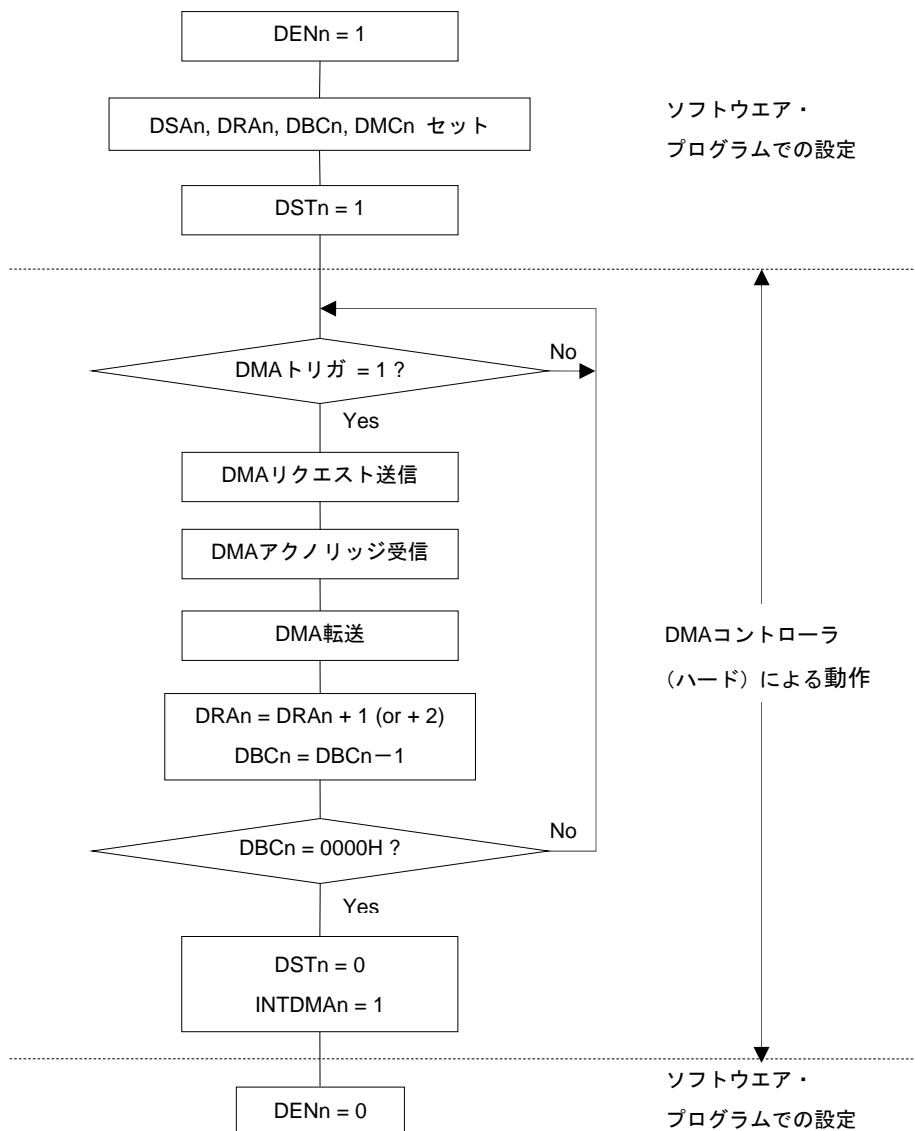 DENn = 1
DSAn, DRAn, DBCn, DMCn セット
ソフトウエア・
プログラムでの設定
DSTn = 1
DMAトリガ = 1 ?
No
Yes
DMAリクエスト送信
DMAアクノリッジ受信
DMA転送
DMAコントローラ
（ハード）による動作
DRAn = DRAn + 1 (or + 2)
DBCn = DBCn－1
DBCn = 0000H ?
No
Yes
DSTn = 0
INTDMAn = 1
DENn = 0
ソフトウエア・
プログラムでの設定